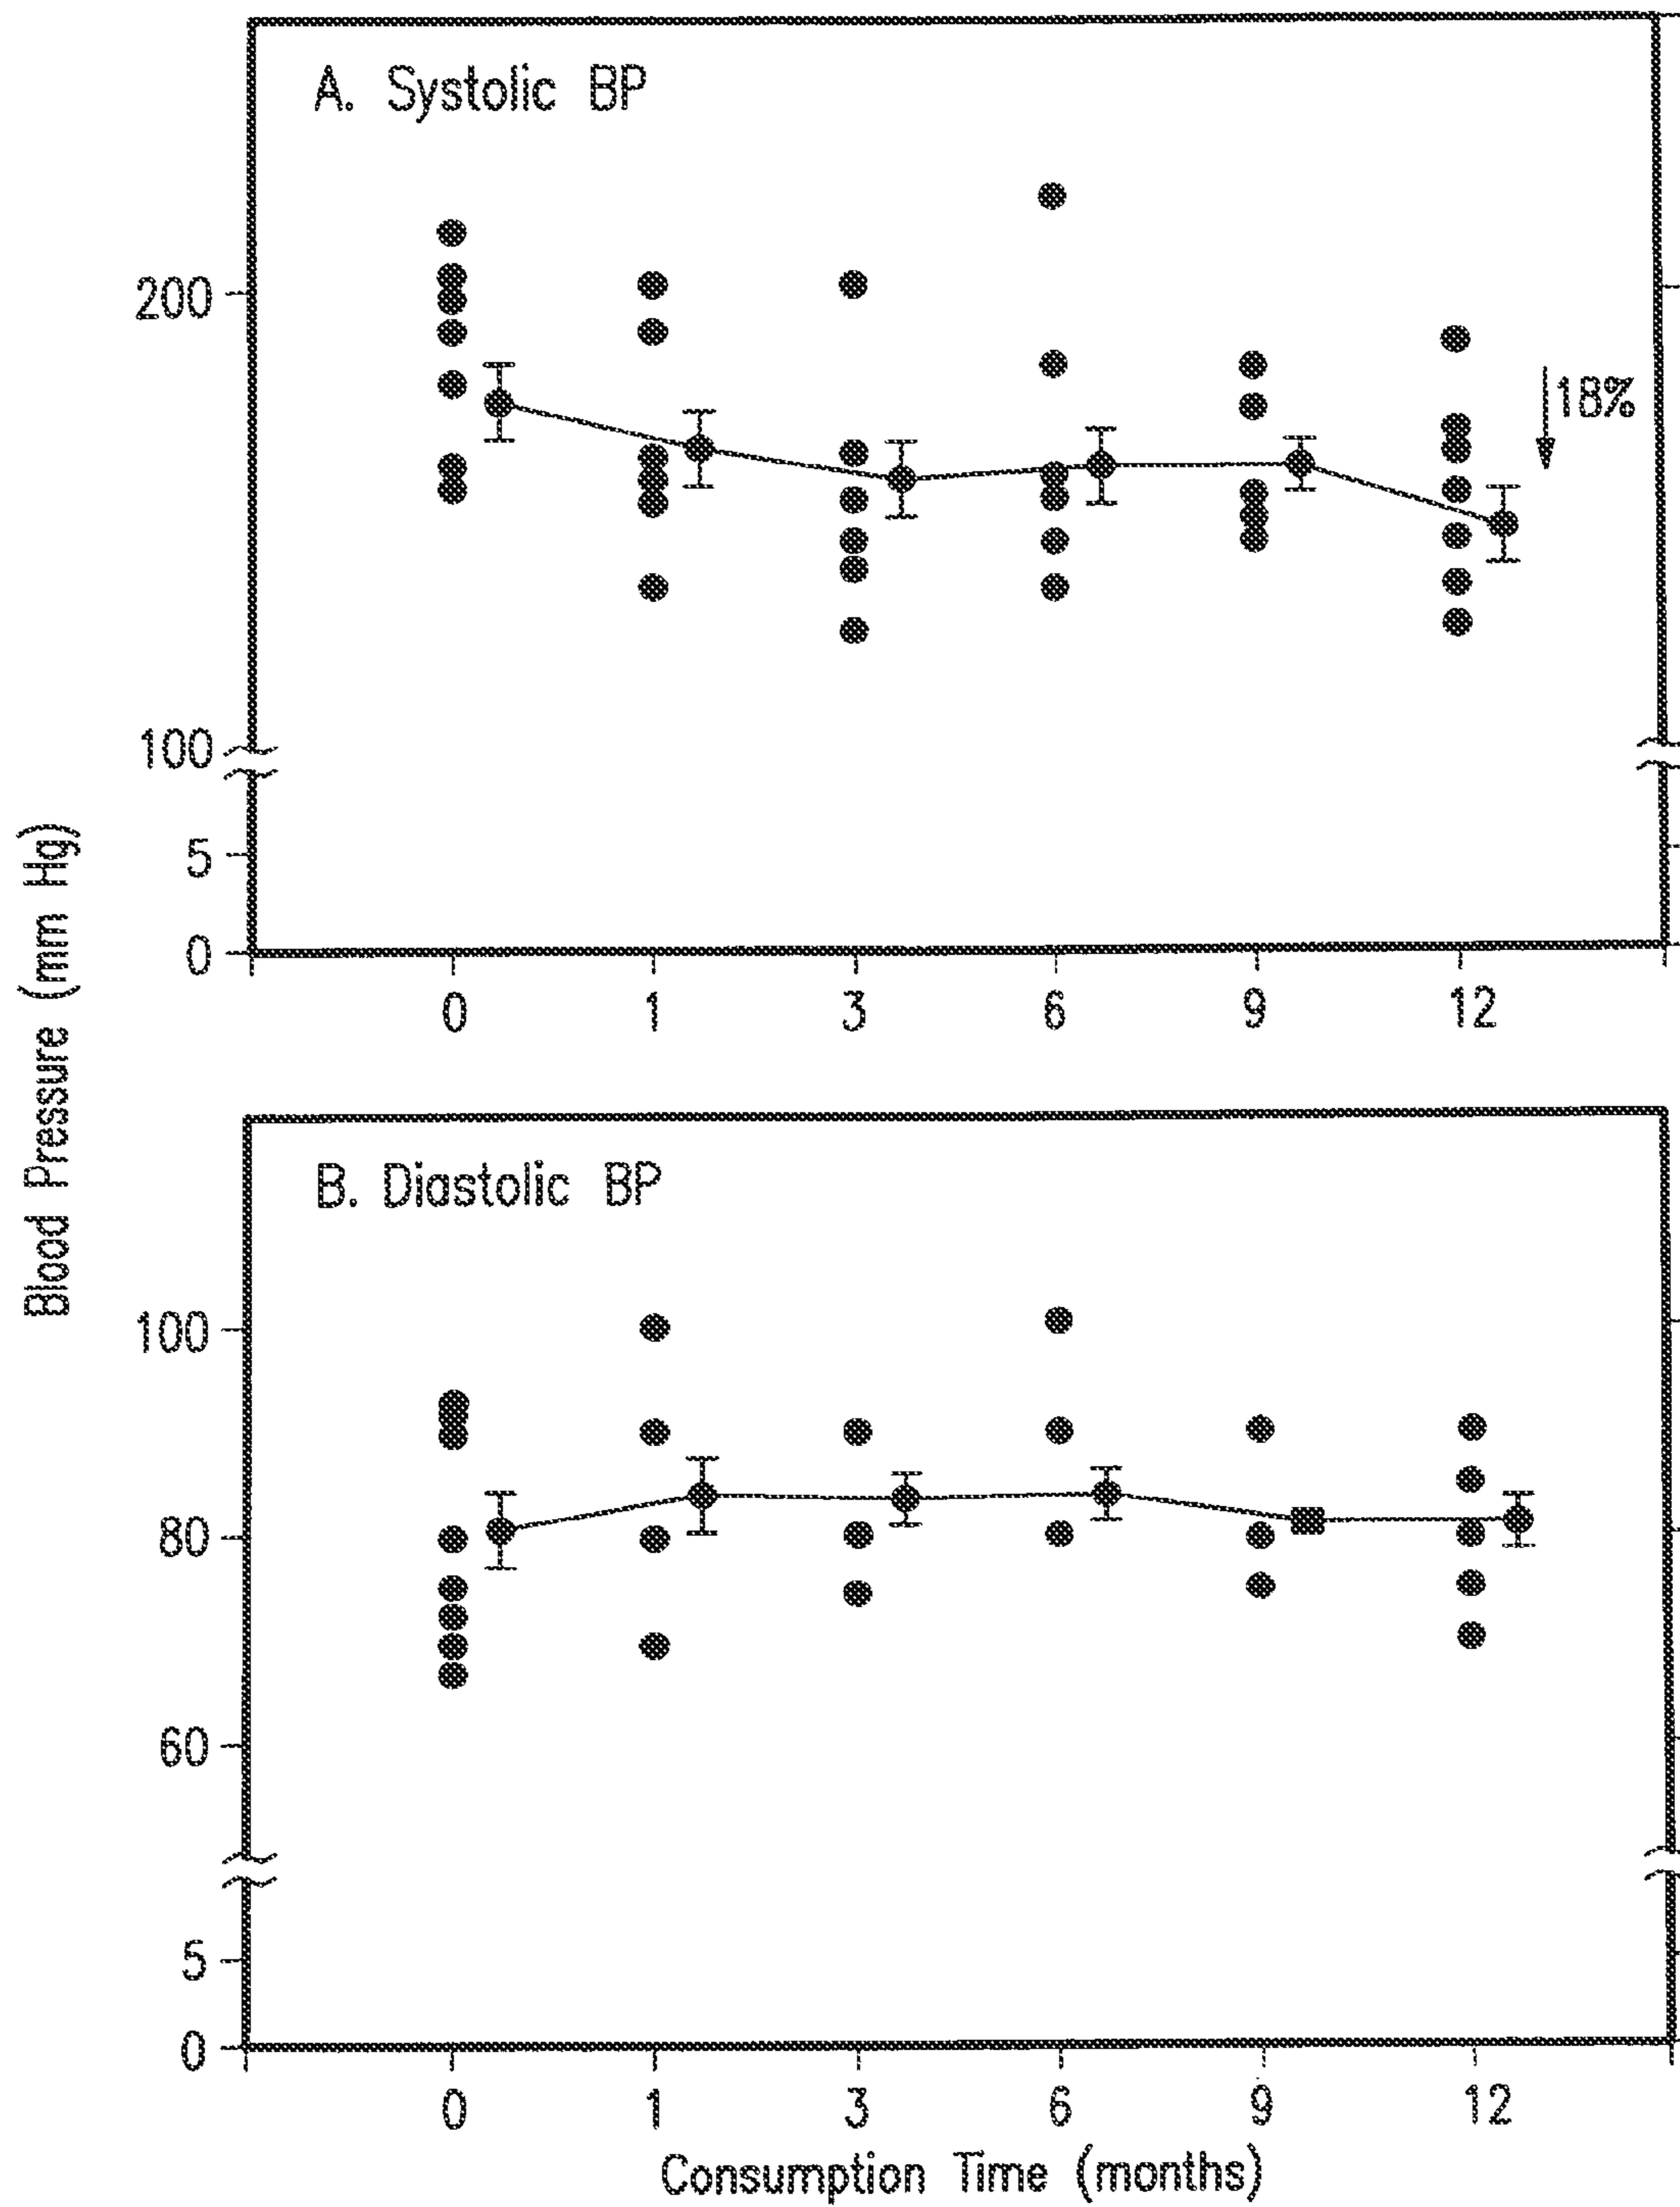 Blood Pressure (mm Hg)
A. Systolic BP
200
100
5
0
18%
0 1 3 6 9 12
B. Diastolic BP
100
80
60
5
0
0 1 3 6 9 12
Consumption Time (months)